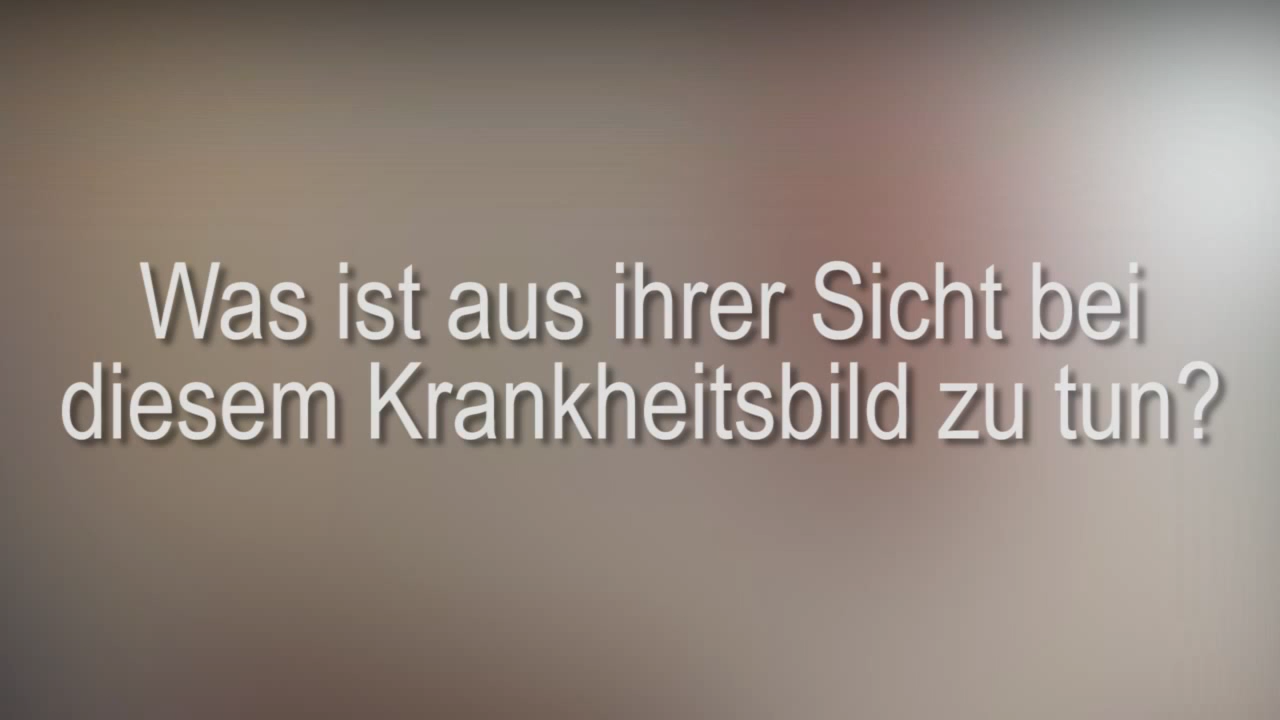 Was ist aus ihrer Sicht bei
diesem Krankheitsbild zu tun?